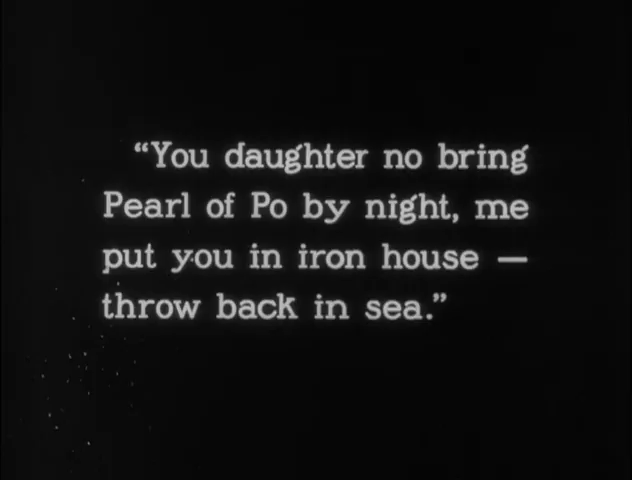 “You daughter no bring
Pearl of Po by night, me
put you in iron house —
throw back in sea.”